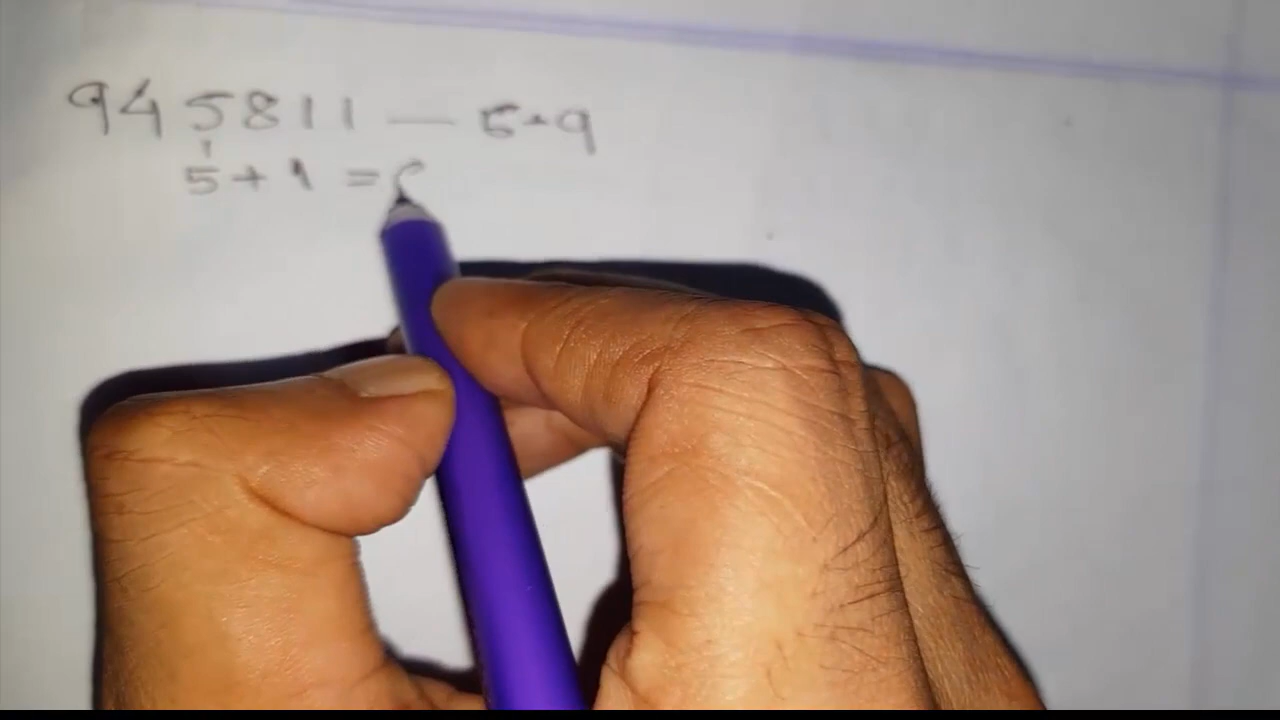 945811 — 5+9
5+1 =